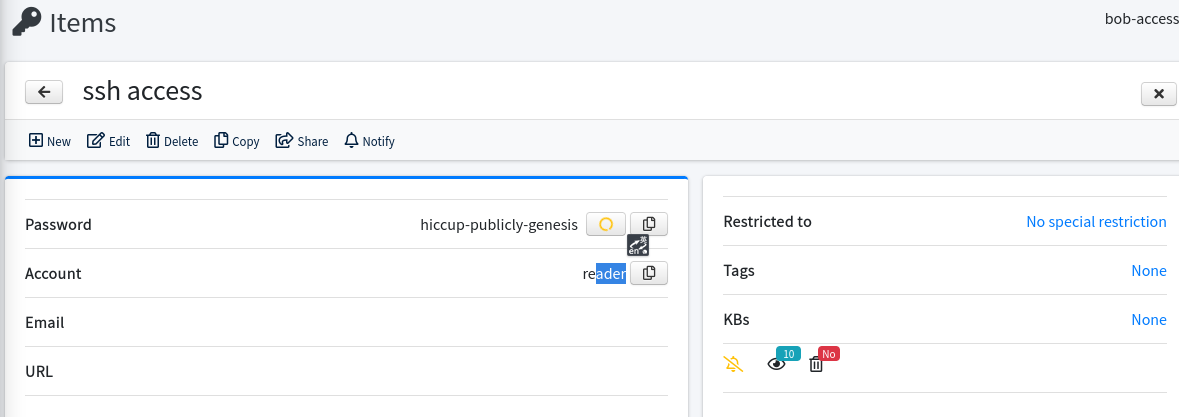 Items
bob-access
ssh access
New Edit Delete Copy Share Notify
Password hiccup-publicly-genesis
Account reader
Email
URL
Restricted to No special restriction
Tags None
KBs None
10 No